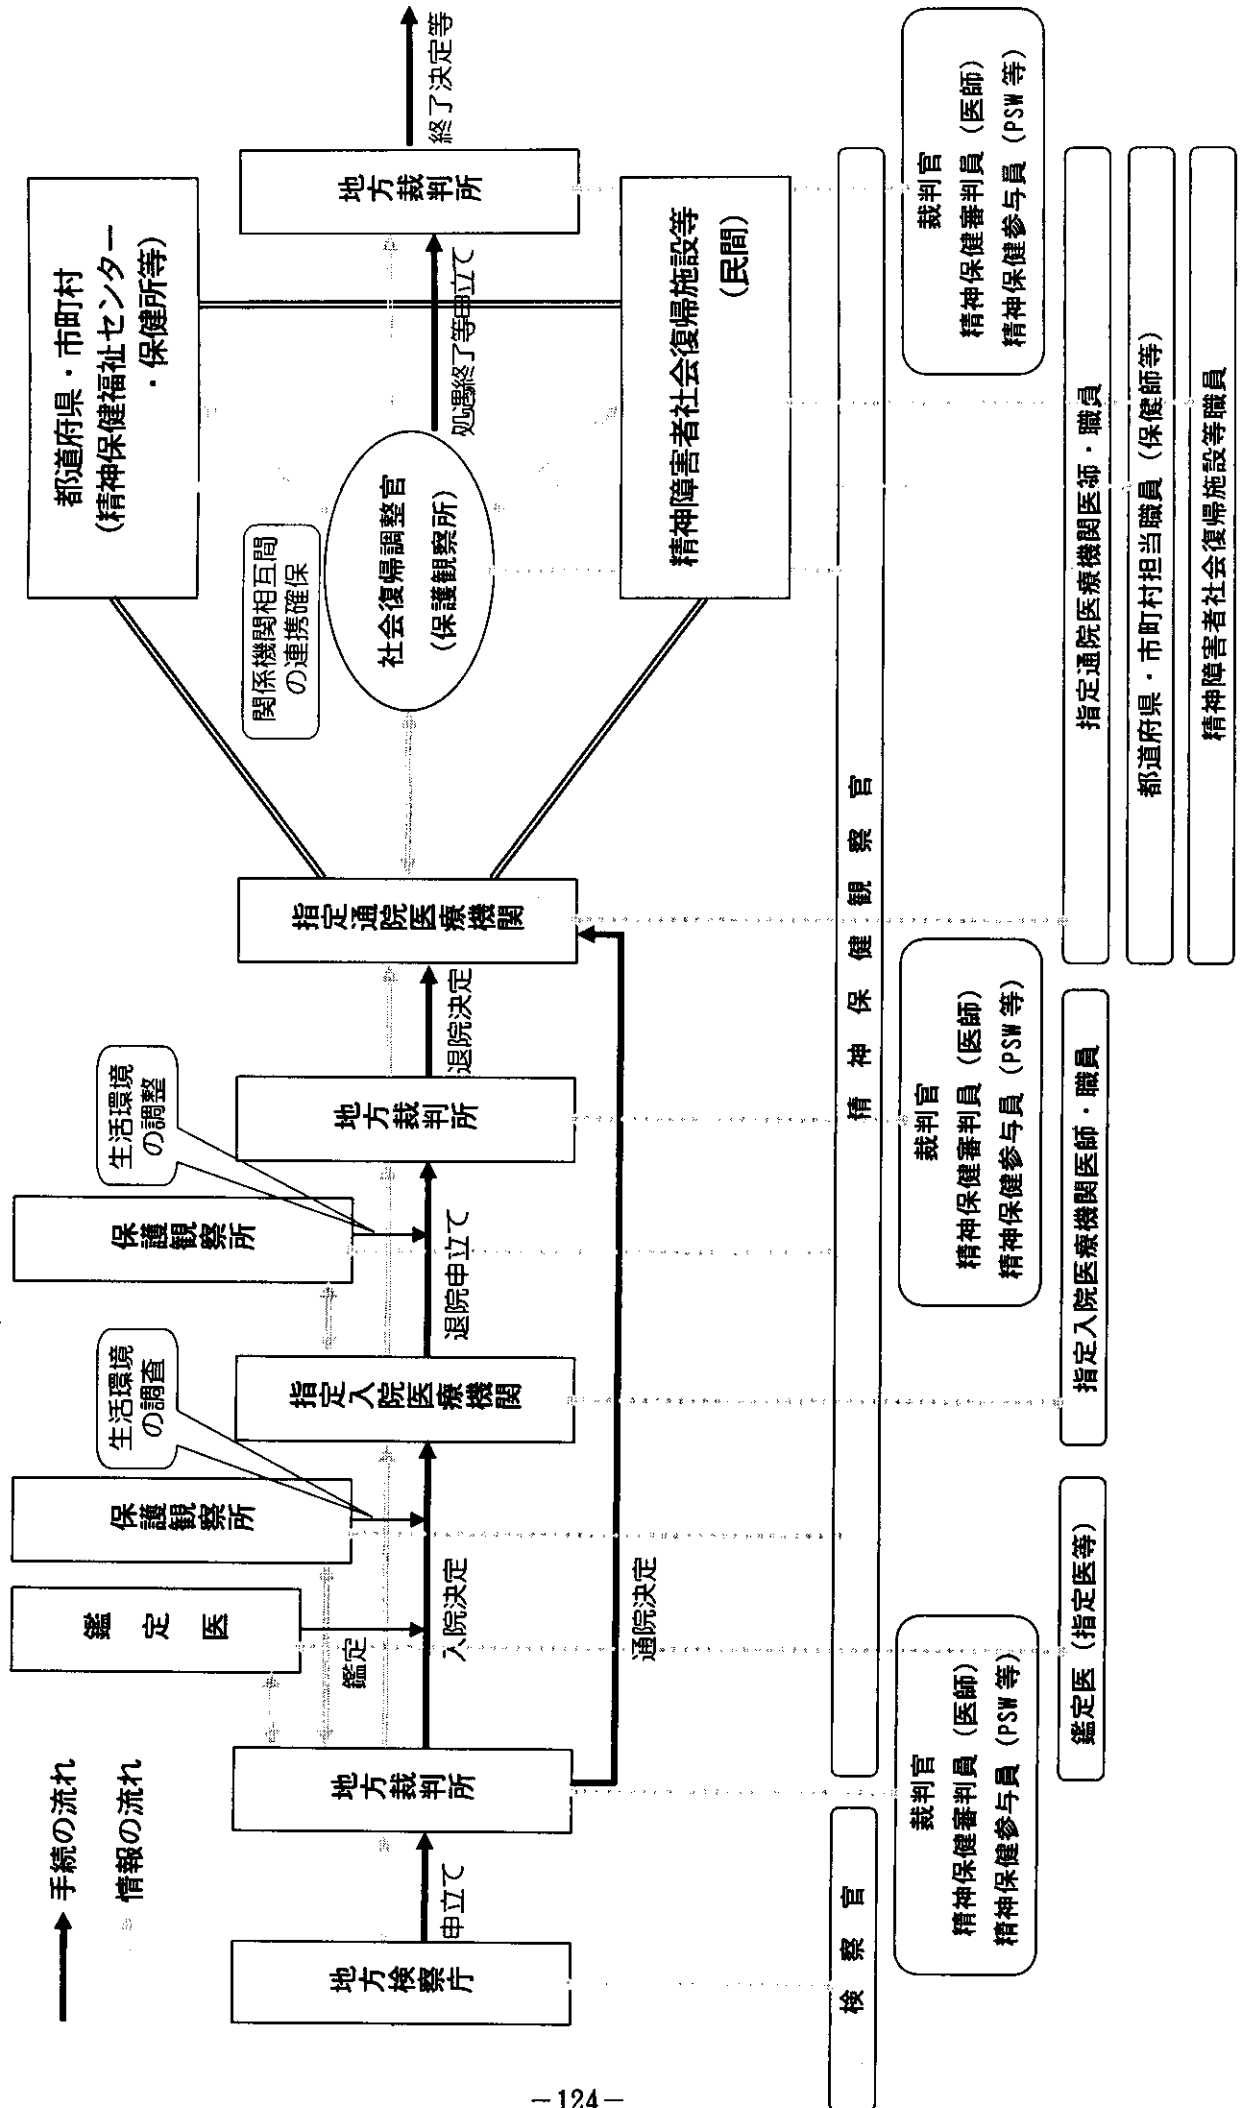 手続の流れ
情報の流れ
地方検察庁
申立て
地方裁判所
鑑定医
鑑定
保護観察所
生活環境
の調査
入院決定
通院決定
指定入院医療機関
保護観察所
生活環境
の調整
退院申立て
地方裁判所
退院決定
指定通院医療機関
都道府県・市町村
(精神保健福祉センター
・保健所等)
関係機関相互間
の連携確保
社会復帰調整官
(保護観察所)
処遇終了等申立て
精神障害者社会復帰施設等
(民間)
地方裁判所
終了決定等
検察官
精神保健観察官
裁判官
精神保健審判員(医師)
精神保健参与員(PSW等)
裁判官
精神保健審判員(医師)
精神保健参与員(PSW等)
裁判官
精神保健審判員(医師)
精神保健参与員(PSW等)
鑑定医(指定医等)
指定入院医療機関医師・職員
指定通院医療機関医師・職員
都道府県・市町村担当職員(保健師等)
精神障害者社会復帰施設等職員
-124-